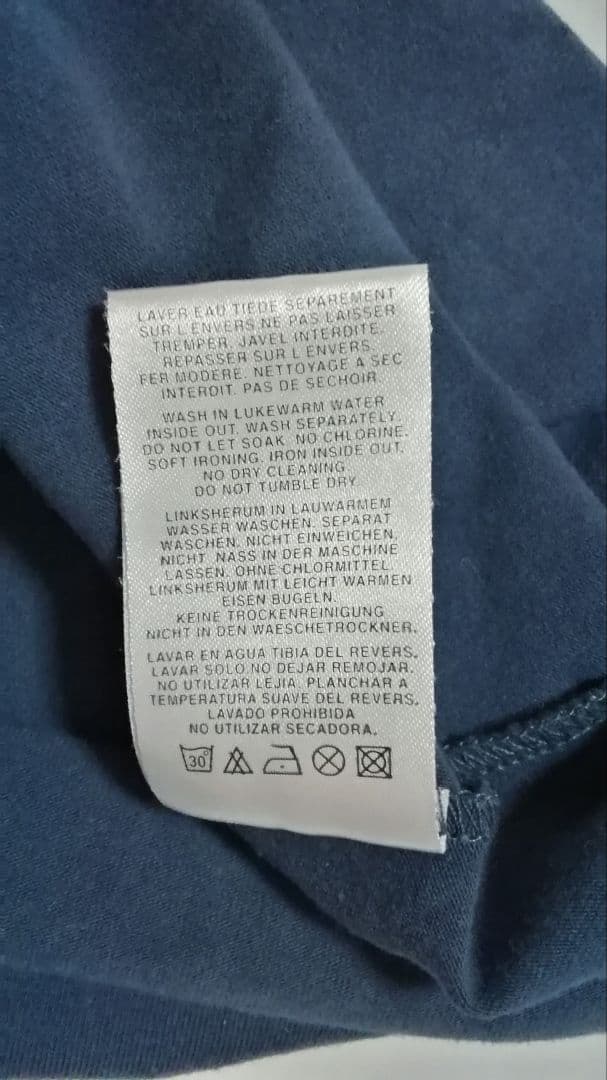 LAVER EAU TIEDE SEPAREMENT
SUR L'ENVERS NE PAS LAISSER
TREMPER. JAVEL INTERDITE.
REPASSER SUR L'ENVERS.
FER MODERE. NETTOYAGE A SEC
INTERDIT. PAS DE SECHOIR.
WASH IN LUKEWARM WATER
INSIDE OUT. WASH SEPARATELY.
DO NOT LET SOAK. NO CHLORINE.
SOFT IRONING. IRON INSIDE OUT.
NO DRY CLEANING.
DO NOT TUMBLE DRY.
LINKSHERUM IN LAUWARMEM
WASSER WASCHEN. SEPARAT
WASCHEN. NICHT EINWEICHEN.
NICHT NASS IN DER MASCHINE
LASSEN. OHNE CHLORMITTEL.
LINKSHERUM MIT LEICHT WARMEN
EISEN BUGELN.
KEINE TROCKENREINIGUNG
NICHT IN DEN WAESCHETROCKNER.
LAVAR EN AGUA TIBIA DEL REVERS.
LAVAR SOLO.NO DEJAR REMOJAR.
NO UTILIZAR LEJIA. PLANCHAR A
TEMPERATURA SUAVE DEL REVERS.
LAVADO PROHIBIDA
NO UTILIZAR SECADORA.
30°